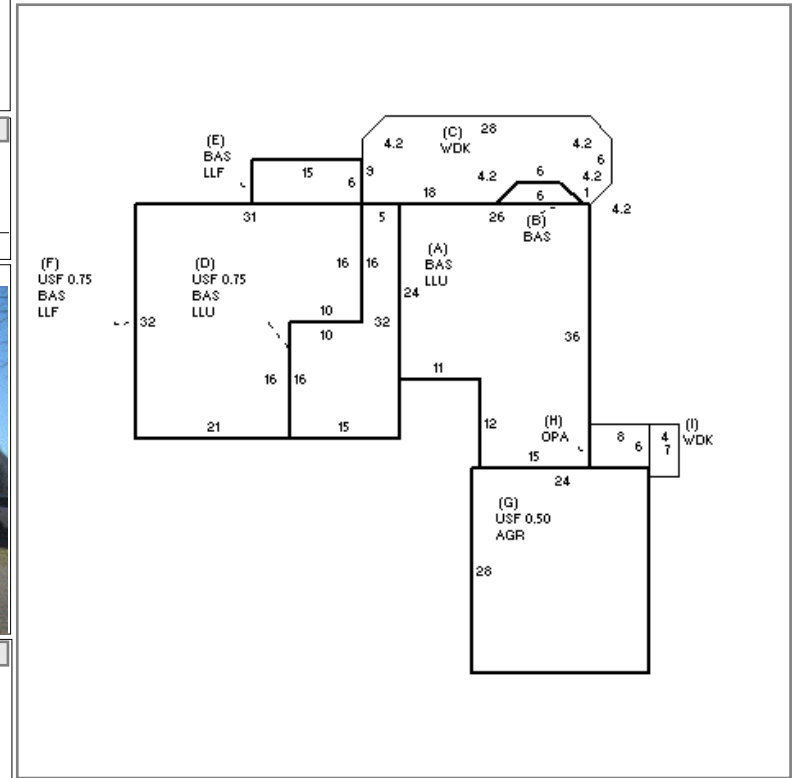 28
(C)
WDK
4.2
4.2
6
4.2
4.2
6
6
1
4.2
(E)
BAS
LLF
15
9
6
18
31
5
26
(B)
BAS
(F)
USF 0.75
BAS
LLF
(D)
USF 0.75
BAS
LLU
16
16
(A)
BAS
LLU
24
10
10
32
32
36
11
16
16
12
21
15
(H)
OPA
15
8
6
4
7
(I)
WDK
24
(G)
USF 0.50
AGR
28